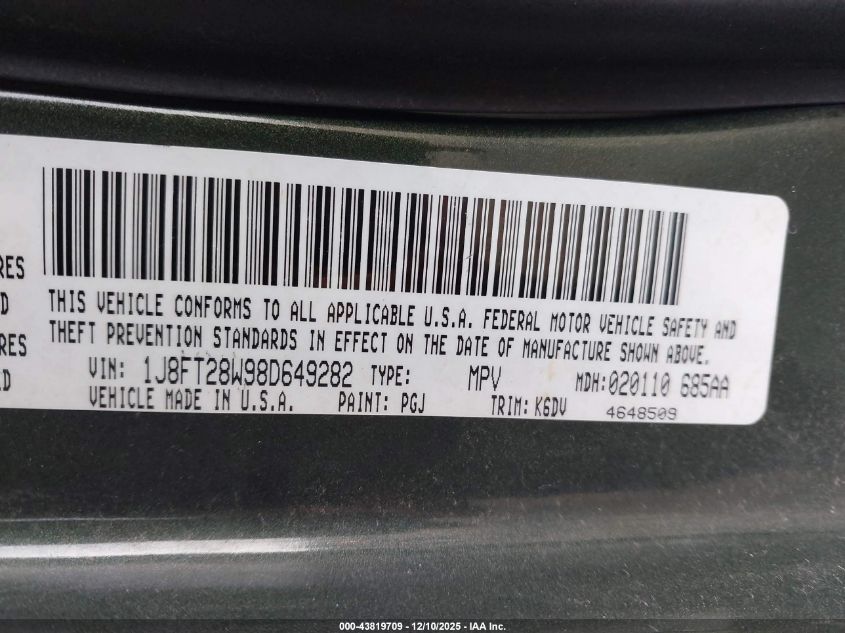 RES
D
RES
ED
THIS VEHICLE CONFORMS TO ALL APPLICABLE U.S.A. FEDERAL MOTOR VEHICLE SAFETY AND
THEFT PREVENTION STANDARDS IN EFFECT ON THE DATE OF MANUFACTURE SHOWN ABOVE.
VIN: 1J8FT28W98D649282 TYPE: MPV MDH: 020110 685AA
VEHICLE MADE IN U.S.A. PAINT: PGJ TRIM: K6DV 4648509
000-43819709 - 12/10/2025 - IAA Inc.